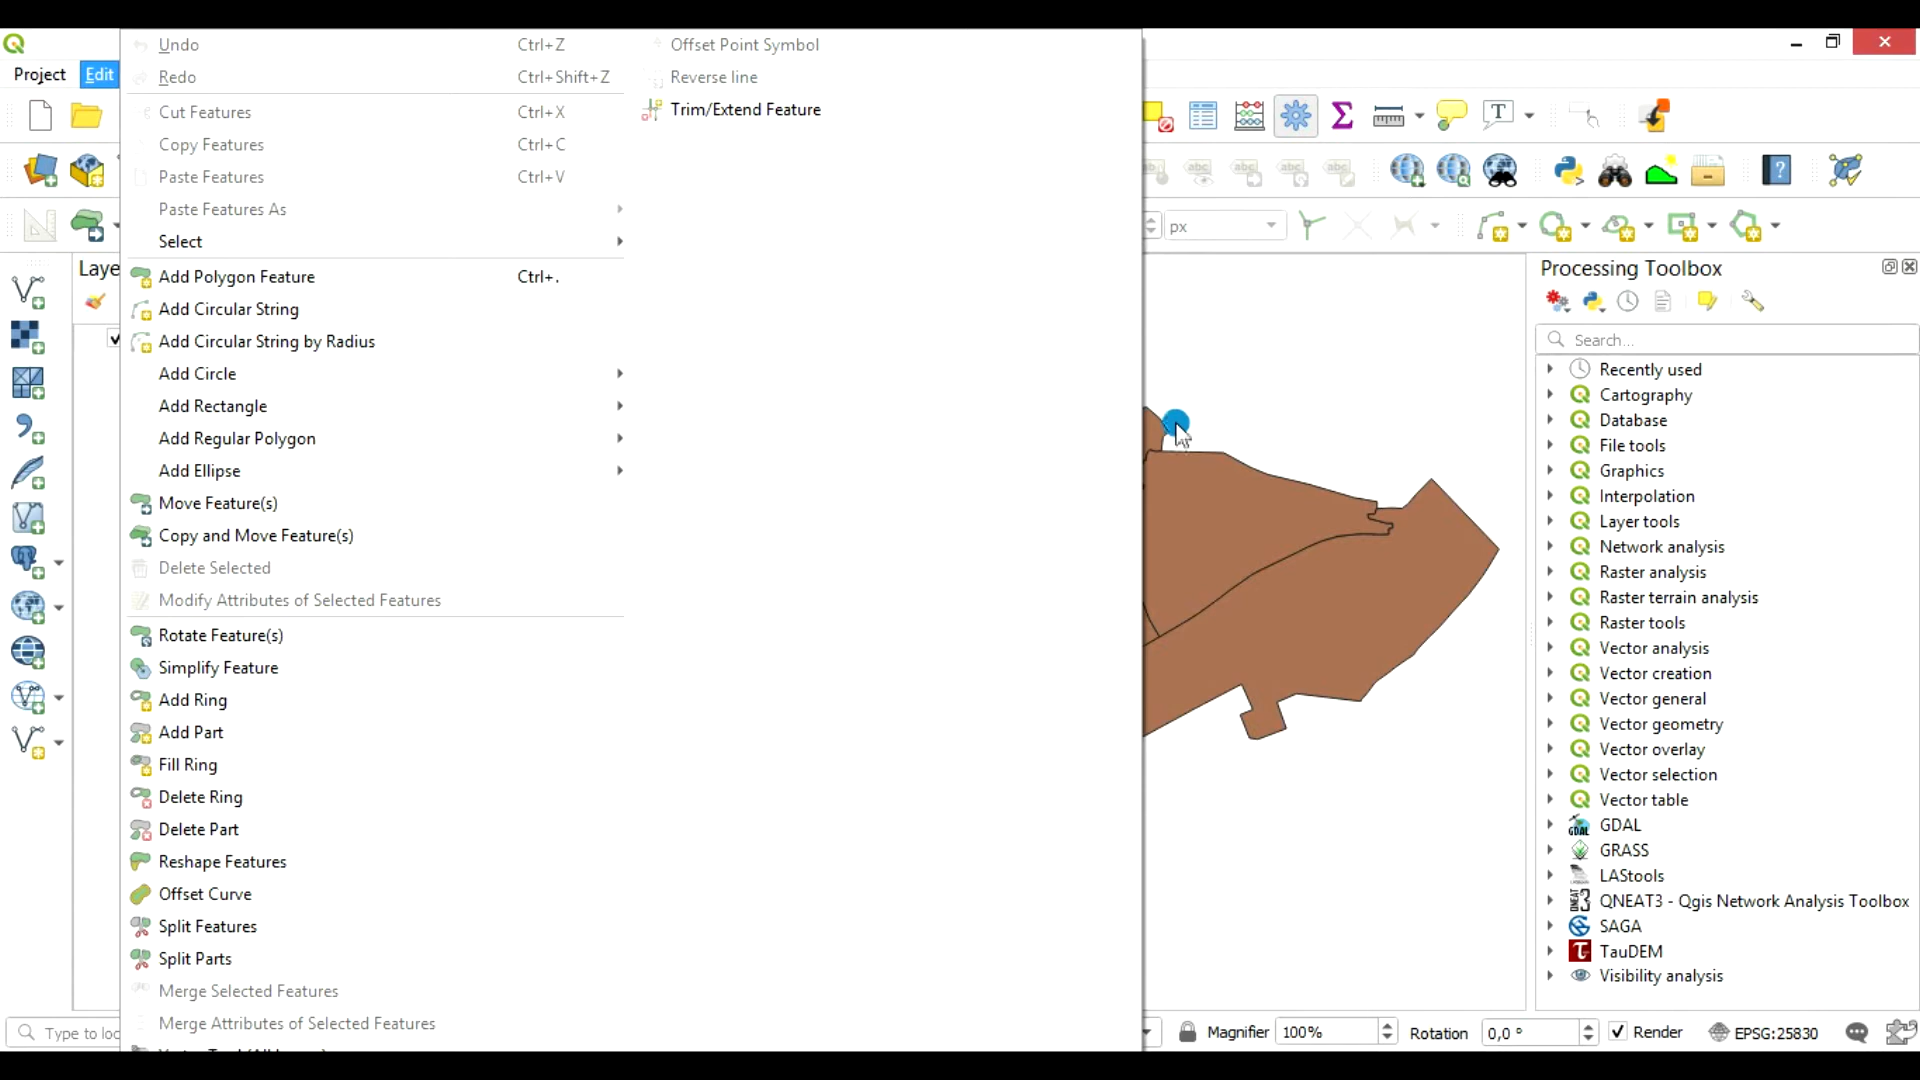 Project Edit
Undo Ctrl+Z
Redo Ctrl+Shift+Z
Cut Features Ctrl+X
Copy Features Ctrl+C
Paste Features Ctrl+V
Paste Features As
Select
Add Polygon Feature Ctrl+.
Add Circular String
Add Circular String by Radius
Add Circle
Add Rectangle
Add Regular Polygon
Add Ellipse
Move Feature(s)
Copy and Move Feature(s)
Delete Selected
Modify Attributes of Selected Features
Rotate Feature(s)
Simplify Feature
Add Ring
Add Part
Fill Ring
Delete Ring
Delete Part
Reshape Features
Offset Curve
Split Features
Split Parts
Merge Selected Features
Merge Attributes of Selected Features
Offset Point Symbol
Reverse line
Trim/Extend Feature
px
Laye
Processing Toolbox
Search...
Recently used
Cartography
Database
File tools
Graphics
Interpolation
Layer tools
Network analysis
Raster analysis
Raster terrain analysis
Raster tools
Vector analysis
Vector creation
Vector general
Vector geometry
Vector overlay
Vector selection
Vector table
GDAL
GRASS
LAStools
QNEAT3 - Qgis Network Analysis Toolbox
SAGA
TauDEM
Visibility analysis
Type to loc
Magnifier 100% Rotation 0,0 ° Render EPSG:25830